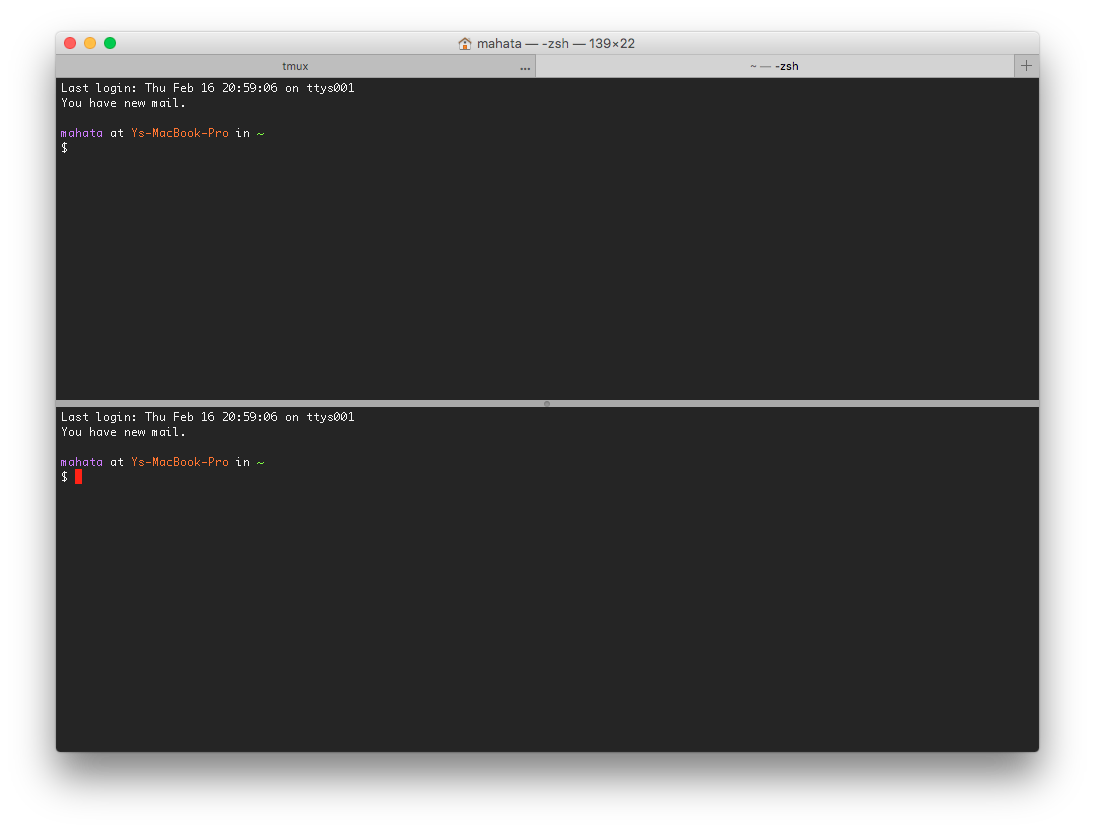 mahata — -zsh — 139×22
tmux ... ~ — -zsh +
Last login: Thu Feb 16 20:59:06 on ttys001
You have new mail.
mahata at Ys-MacBook-Pro in ~
$
Last login: Thu Feb 16 20:59:06 on ttys001
You have new mail.
mahata at Ys-MacBook-Pro in ~
$